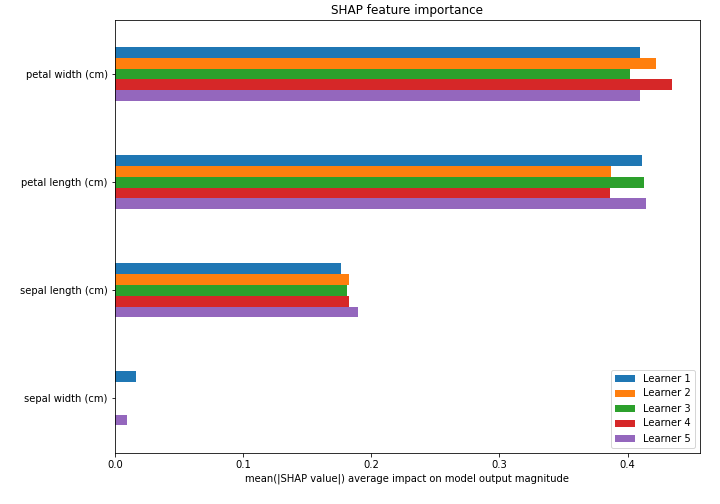 SHAP feature importance
petal width (cm)
petal length (cm)
sepal length (cm)
sepal width (cm)
Learner 1
Learner 2
Learner 3
Learner 4
Learner 5
0.0 0.1 0.2 0.3 0.4
mean(|SHAP value|) average impact on model output magnitude